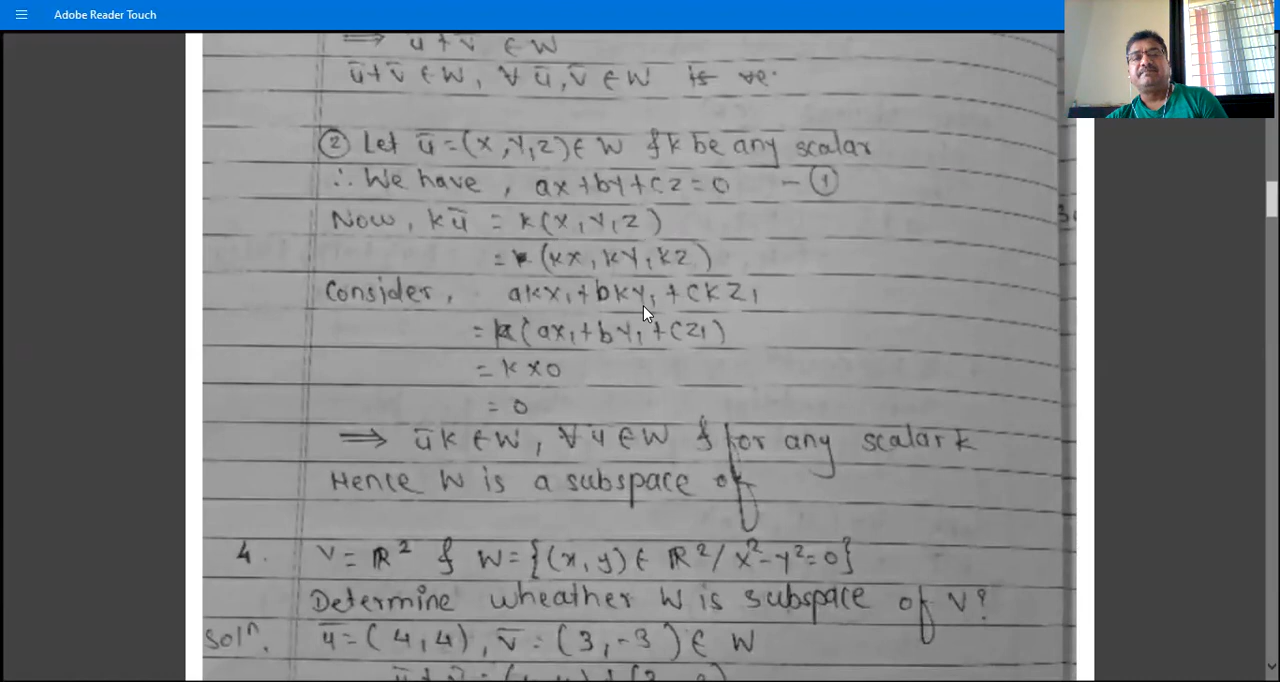 Adobe Reader Touch
⟹ ū + v̄ ∈ W
ū + v̄ ∈ W, ∀ ū, v̄ ∈ W is ve.
② Let ū = (x, y, z) ∈ W & k be any scalar
∴ We have, ax + by + cz = 0 — ①
Now, kū = k(x, y, z)
= (kx, ky, kz)
Consider, akx₁ + bky₁ + ckz₁
= k(ax₁ + by₁ + cz₁)
= k × 0
= 0
⟹ ūk ∈ W, ∀ ū ∈ W & for any scalar k
Hence W is a subspace of
4. V = ℝ² & W = {(x, y) ∈ ℝ² / x² - y² = 0}
Determine wheather W is subspace of V?
Solⁿ. ū = (4, 4), v̄ = (3, -3) ∈ W